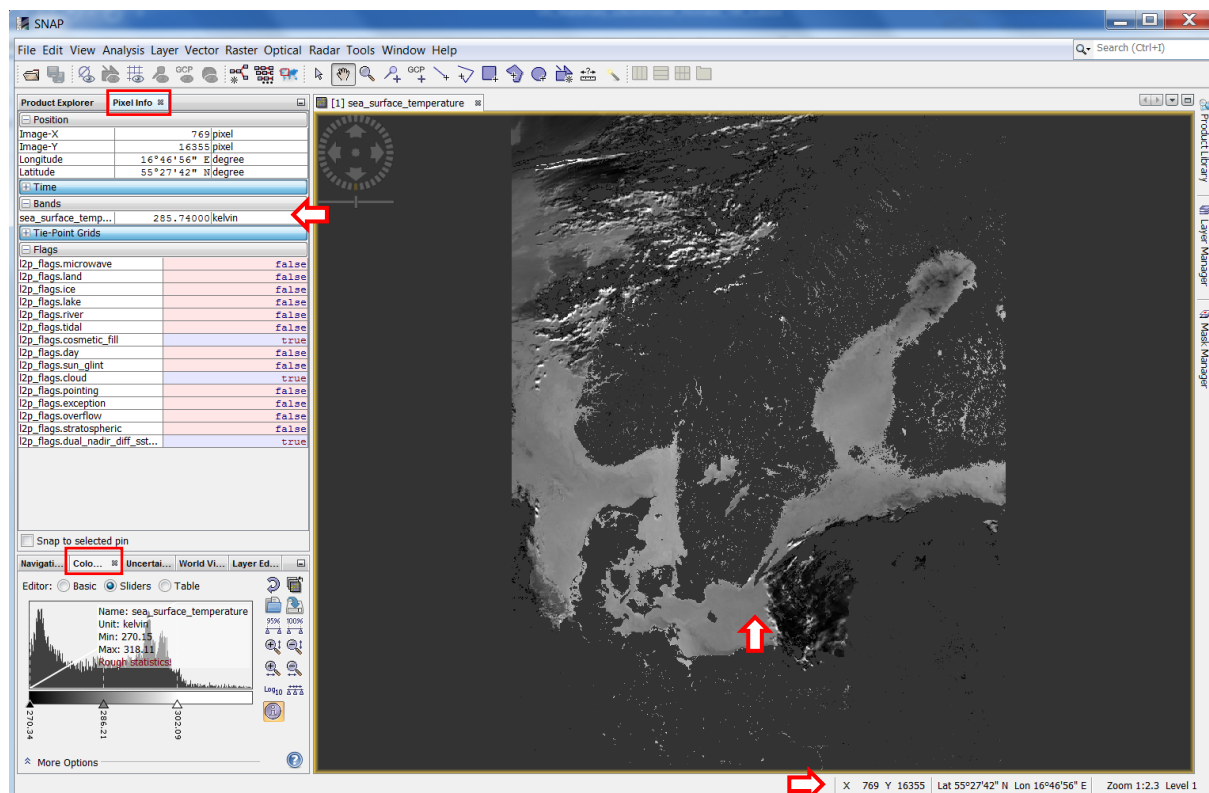 SNAP
File Edit View Analysis Layer Vector Raster Optical Radar Tools Window Help
Search (Ctrl+I)
GCP GCP
Product Explorer Pixel Info
[1] sea_surface_temperature
Position
Image-X 769 pixel
Image-Y 16355 pixel
Longitude 16°46'56" E degree
Latitude 55°27'42" N degree
Time
Bands
sea_surface_temp... 285.74000 kelvin
Tie-Point Grids
Flags
l2p_flags.microwave false
l2p_flags.land false
l2p_flags.ice false
l2p_flags.lake false
l2p_flags.river false
l2p_flags.tidal false
l2p_flags.cosmetic_fill true
l2p_flags.day false
l2p_flags.sun_glint false
l2p_flags.cloud true
l2p_flags.pointing false
l2p_flags.exception false
l2p_flags.overflow false
l2p_flags.stratospheric false
l2p_flags.dual_nadir_diff_sst... true
Snap to selected pin
Navigati... Colo... Uncertai... World Vi... Layer Ed...
Editor: Basic Sliders Table
Name: sea_surface_temperature
Unit: kelvin
Min: 270.15
Max: 318.11
Rough statistics!
95% 100%
Log10
270.34 286.21 302.09
More Options
Product Library
Layer Manager
Mask Manager
X 769 Y 16355 Lat 55°27'42" N Lon 16°46'56" E Zoom 1:2.3 Level 1